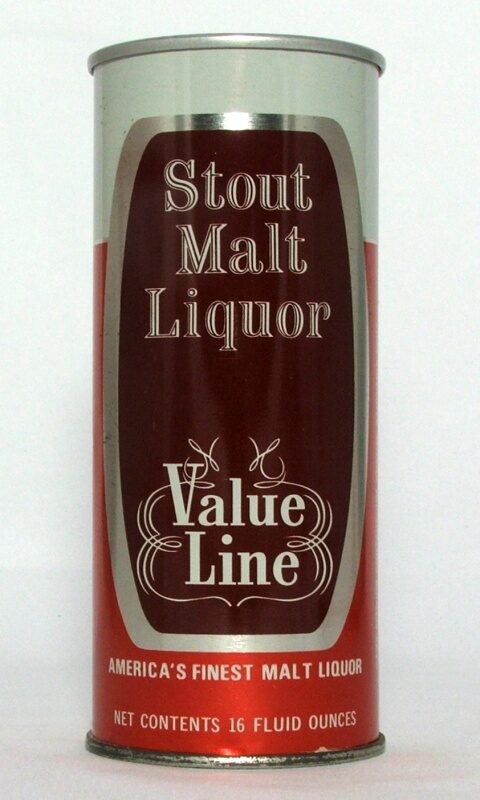 Stout
Malt
Liquor
Value
Line
AMERICA'S FINEST MALT LIQUOR
NET CONTENTS 16 FLUID OUNCES